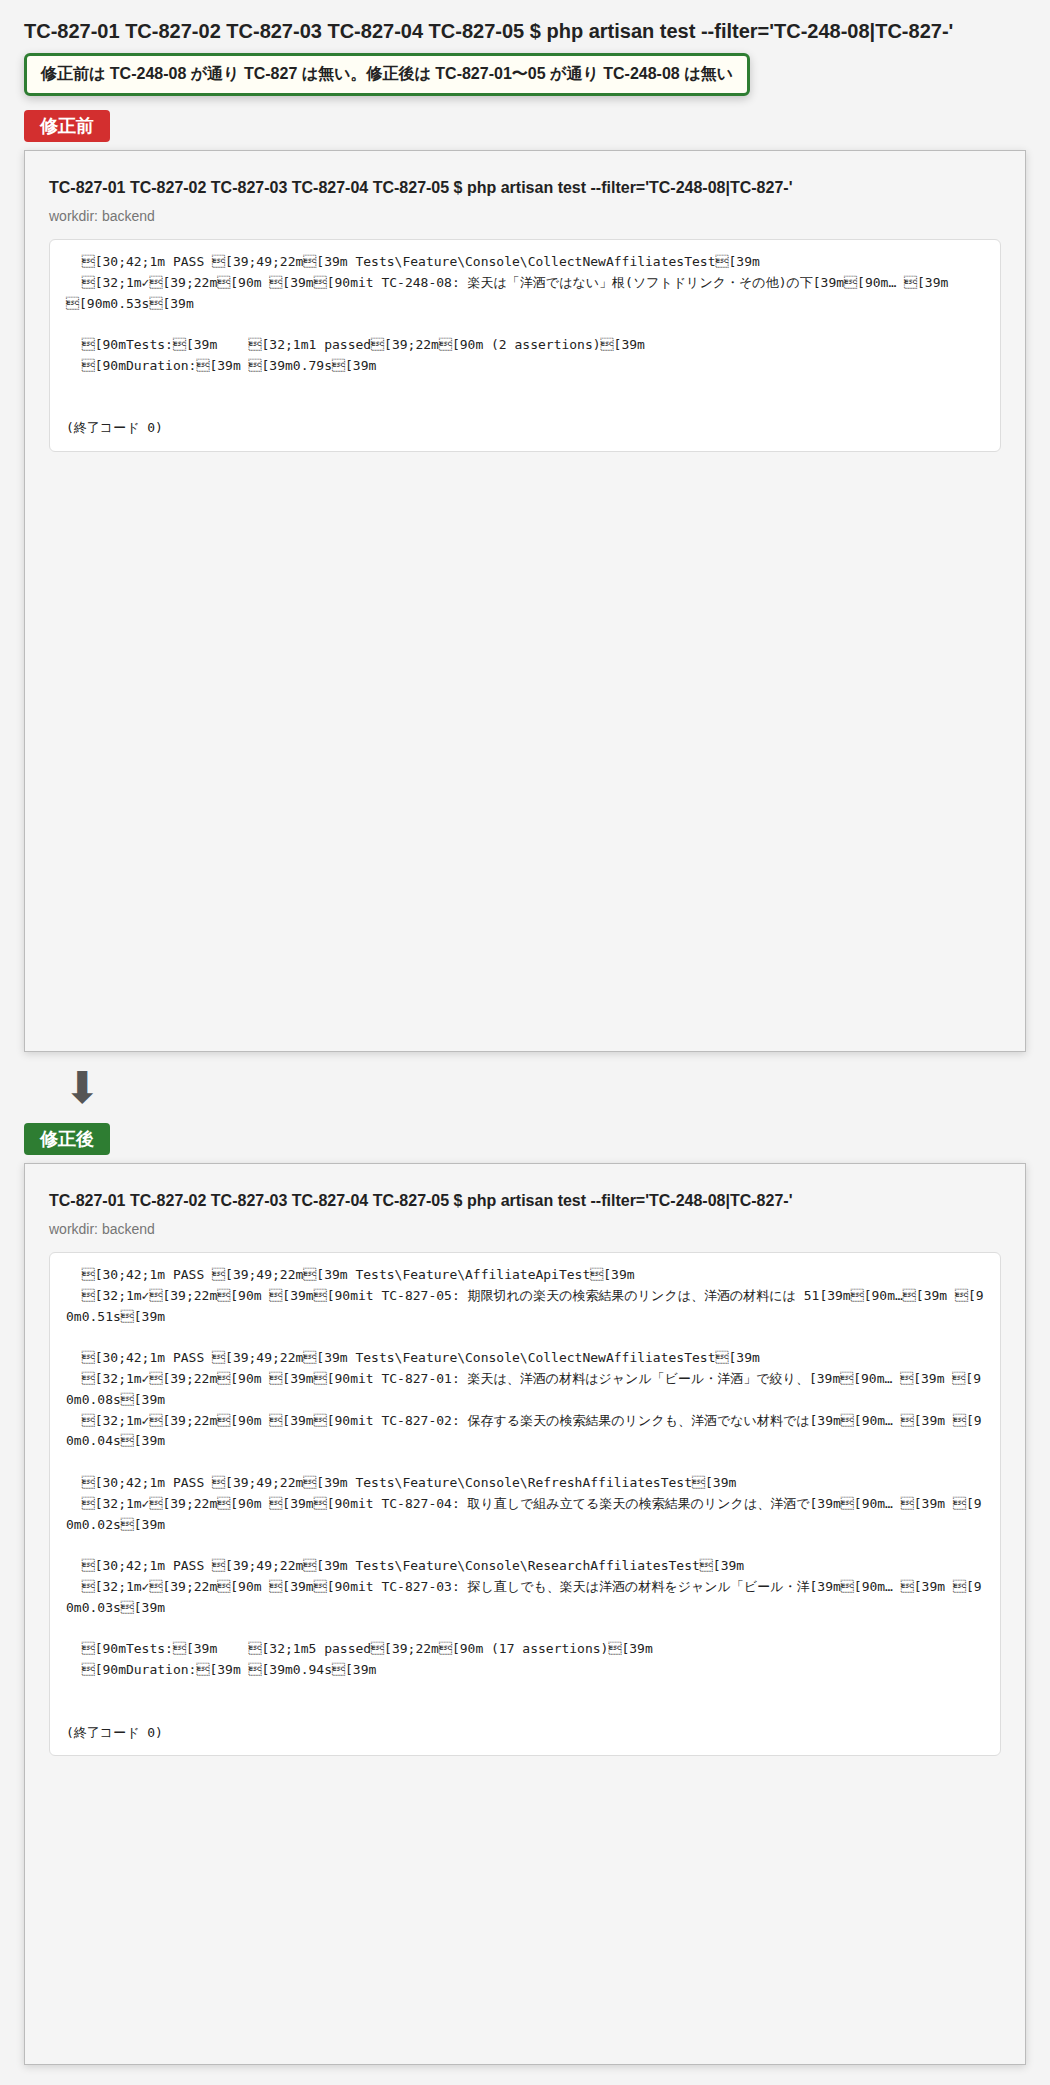 TC-827-01 TC-827-02 TC-827-03 TC-827-04 TC-827-05 $ php artisan test --filter='TC-248-08|TC-827-'
修正前は TC-248-08 が通り TC-827 は無い。修正後は TC-827-01〜05 が通り TC-248-08 は無い
修正前
TC-827-01 TC-827-02 TC-827-03 TC-827-04 TC-827-05 $ php artisan test --filter='TC-248-08|TC-827-'
workdir: backend
[30;42;1m PASS [39;49;22m[39m Tests\Feature\Console\CollectNewAffiliatesTest[39m
[32;1m✓[39;22m[90m [39m[90mit TC-248-08: 楽天は「洋酒ではない」根(ソフトドリンク・その他)の下[39m[90m… [39m
[90m0.53s[39m
[90mTests:[39m    [32;1m1 passed[39;22m[90m (2 assertions)[39m
[90mDuration:[39m [39m0.79s[39m
(終了コード 0)
⬇
修正後
TC-827-01 TC-827-02 TC-827-03 TC-827-04 TC-827-05 $ php artisan test --filter='TC-248-08|TC-827-'
workdir: backend
[30;42;1m PASS [39;49;22m[39m Tests\Feature\AffiliateApiTest[39m
[32;1m✓[39;22m[90m [39m[90mit TC-827-05: 期限切れの楽天の検索結果のリンクは、洋酒の材料には 51[39m[90m…[39m [9
0m0.51s[39m
[30;42;1m PASS [39;49;22m[39m Tests\Feature\Console\CollectNewAffiliatesTest[39m
[32;1m✓[39;22m[90m [39m[90mit TC-827-01: 楽天は、洋酒の材料はジャンル「ビール・洋酒」で絞り、[39m[90m… [39m [9
0m0.08s[39m
[32;1m✓[39;22m[90m [39m[90mit TC-827-02: 保存する楽天の検索結果のリンクも、洋酒でない材料では[39m[90m… [39m [9
0m0.04s[39m
[30;42;1m PASS [39;49;22m[39m Tests\Feature\Console\RefreshAffiliatesTest[39m
[32;1m✓[39;22m[90m [39m[90mit TC-827-04: 取り直しで組み立てる楽天の検索結果のリンクは、洋酒で[39m[90m… [39m [9
0m0.02s[39m
[30;42;1m PASS [39;49;22m[39m Tests\Feature\Console\ResearchAffiliatesTest[39m
[32;1m✓[39;22m[90m [39m[90mit TC-827-03: 探し直しでも、楽天は洋酒の材料をジャンル「ビール・洋[39m[90m… [39m [9
0m0.03s[39m
[90mTests:[39m    [32;1m5 passed[39;22m[90m (17 assertions)[39m
[90mDuration:[39m [39m0.94s[39m
(終了コード 0)